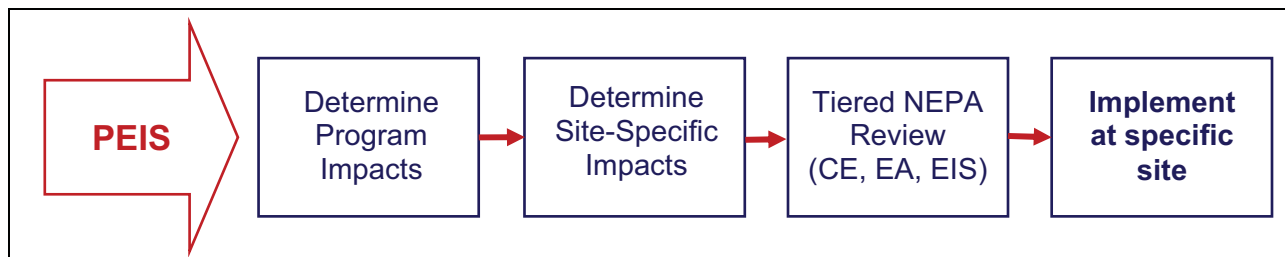 PEIS
Determine
Program
Impacts
Determine
Site-Specific
Impacts
Tiered NEPA
Review
(CE, EA, EIS)
Implement
at specific
site